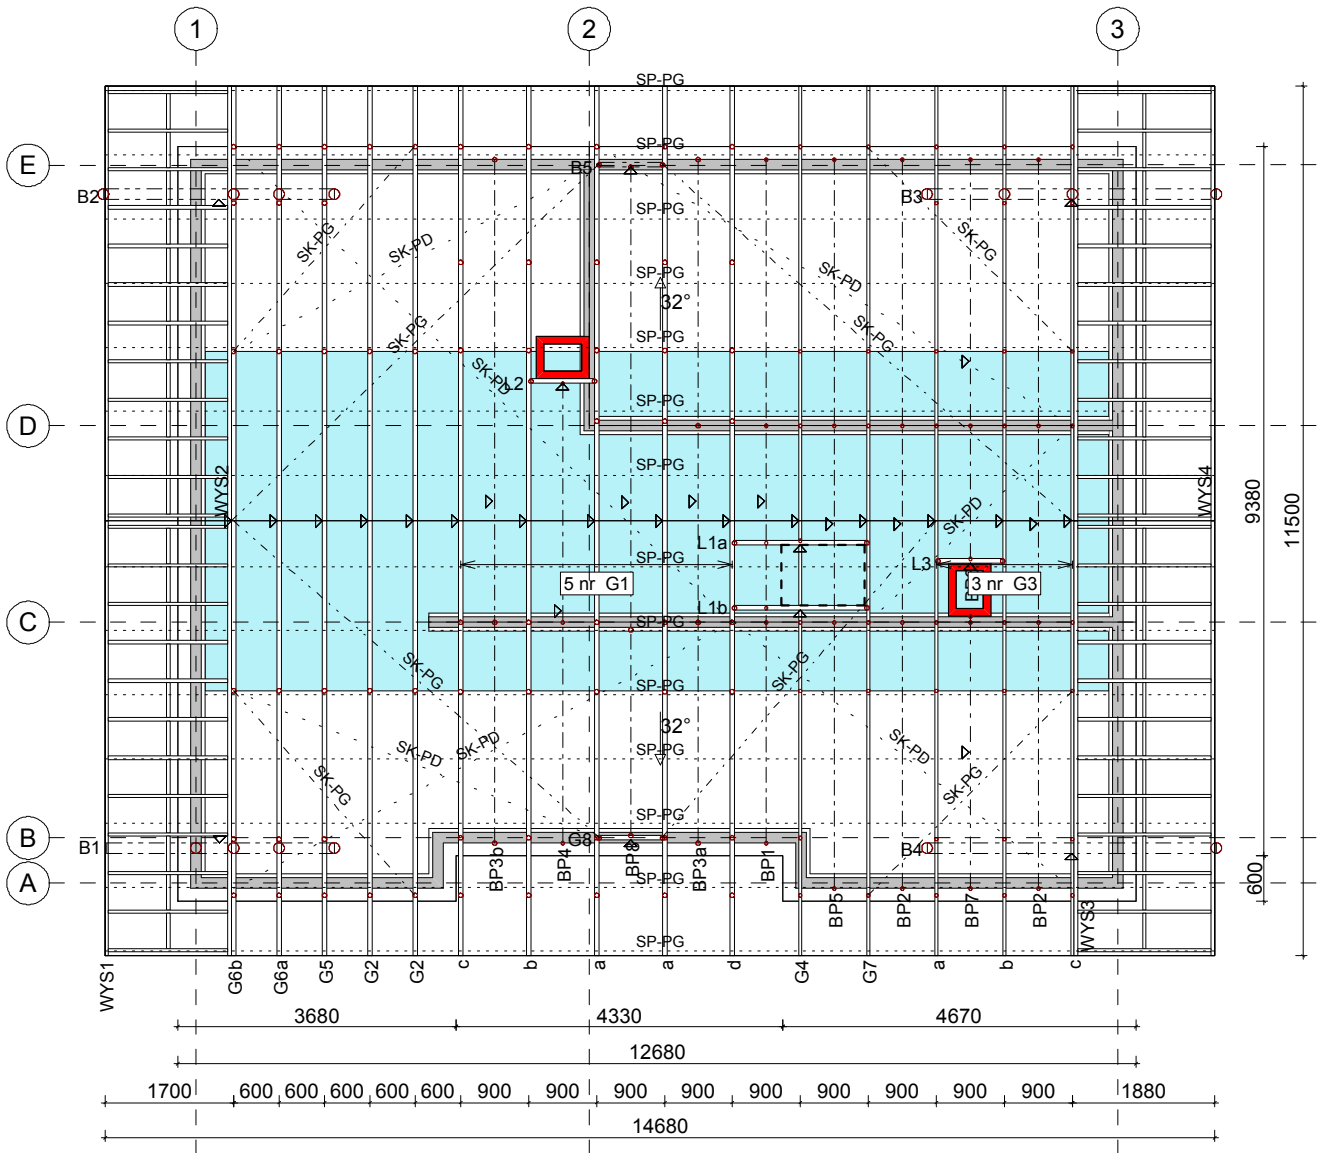 1 2 3
SP-PG
SP-PG
E
B5
B2
B3
SP-PG
SK-PG
SK-PD
SK-PG
SP-PG
SK-PD
32°
SK-PG
SP-PG
SK-PG
SK-PD
L2
SP-PG
D
SP-PG
WYS2
WYS4
SK-PD
9380
11500
L1a
SP-PG
L3
5 nr G1
3 nr G3
L1b
C
SP-PG
SK-PG
SK-PG
SP-PG
32°
SK-PD
SK-PD
SP-PG
SK-PD
SK-PG
SK-PG
SP-PG
B
G8
B1
B4
BP3b
BP4
BP8
BP3a
BP1
A
SP-PG
600
BP5
BP2
BP7
BP2
WYS3
SP-PG
WYS1
G6b
G6a
G5
G2
G2
c
b
a
a
d
G4
G7
a
b
c
3680 4330 4670
12680
1700 600 600 600 600 600 900 900 900 900 900 900 900 900 900 1880
14680